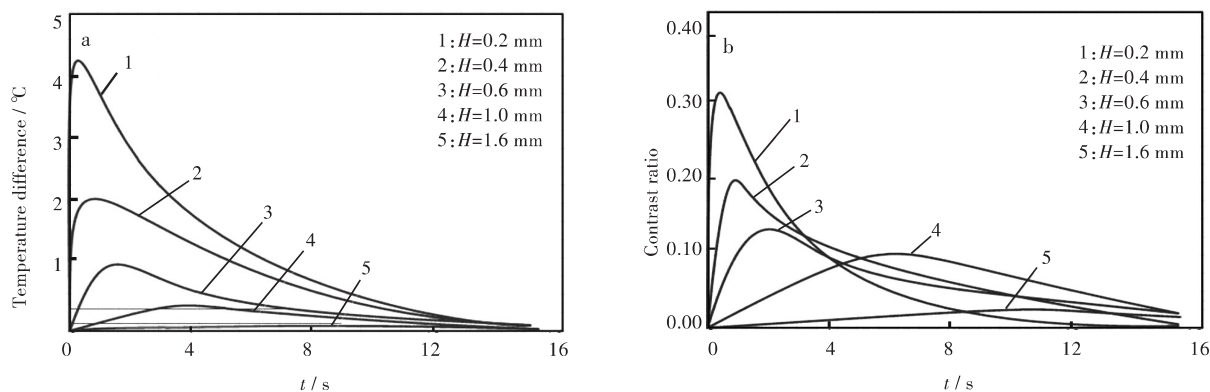 a
Temperature difference / ℃
5
4
3
2
1
0
0 4 8 12 16
t / s
1:H=0.2 mm
2:H=0.4 mm
3:H=0.6 mm
4:H=1.0 mm
5:H=1.6 mm
1
2
3
4
5
b
Contrast ratio
0.40
0.30
0.20
0.10
0.00
0 4 8 12 16
t / s
1:H=0.2 mm
2:H=0.4 mm
3:H=0.6 mm
4:H=1.0 mm
5:H=1.6 mm
1
2
3
4
5